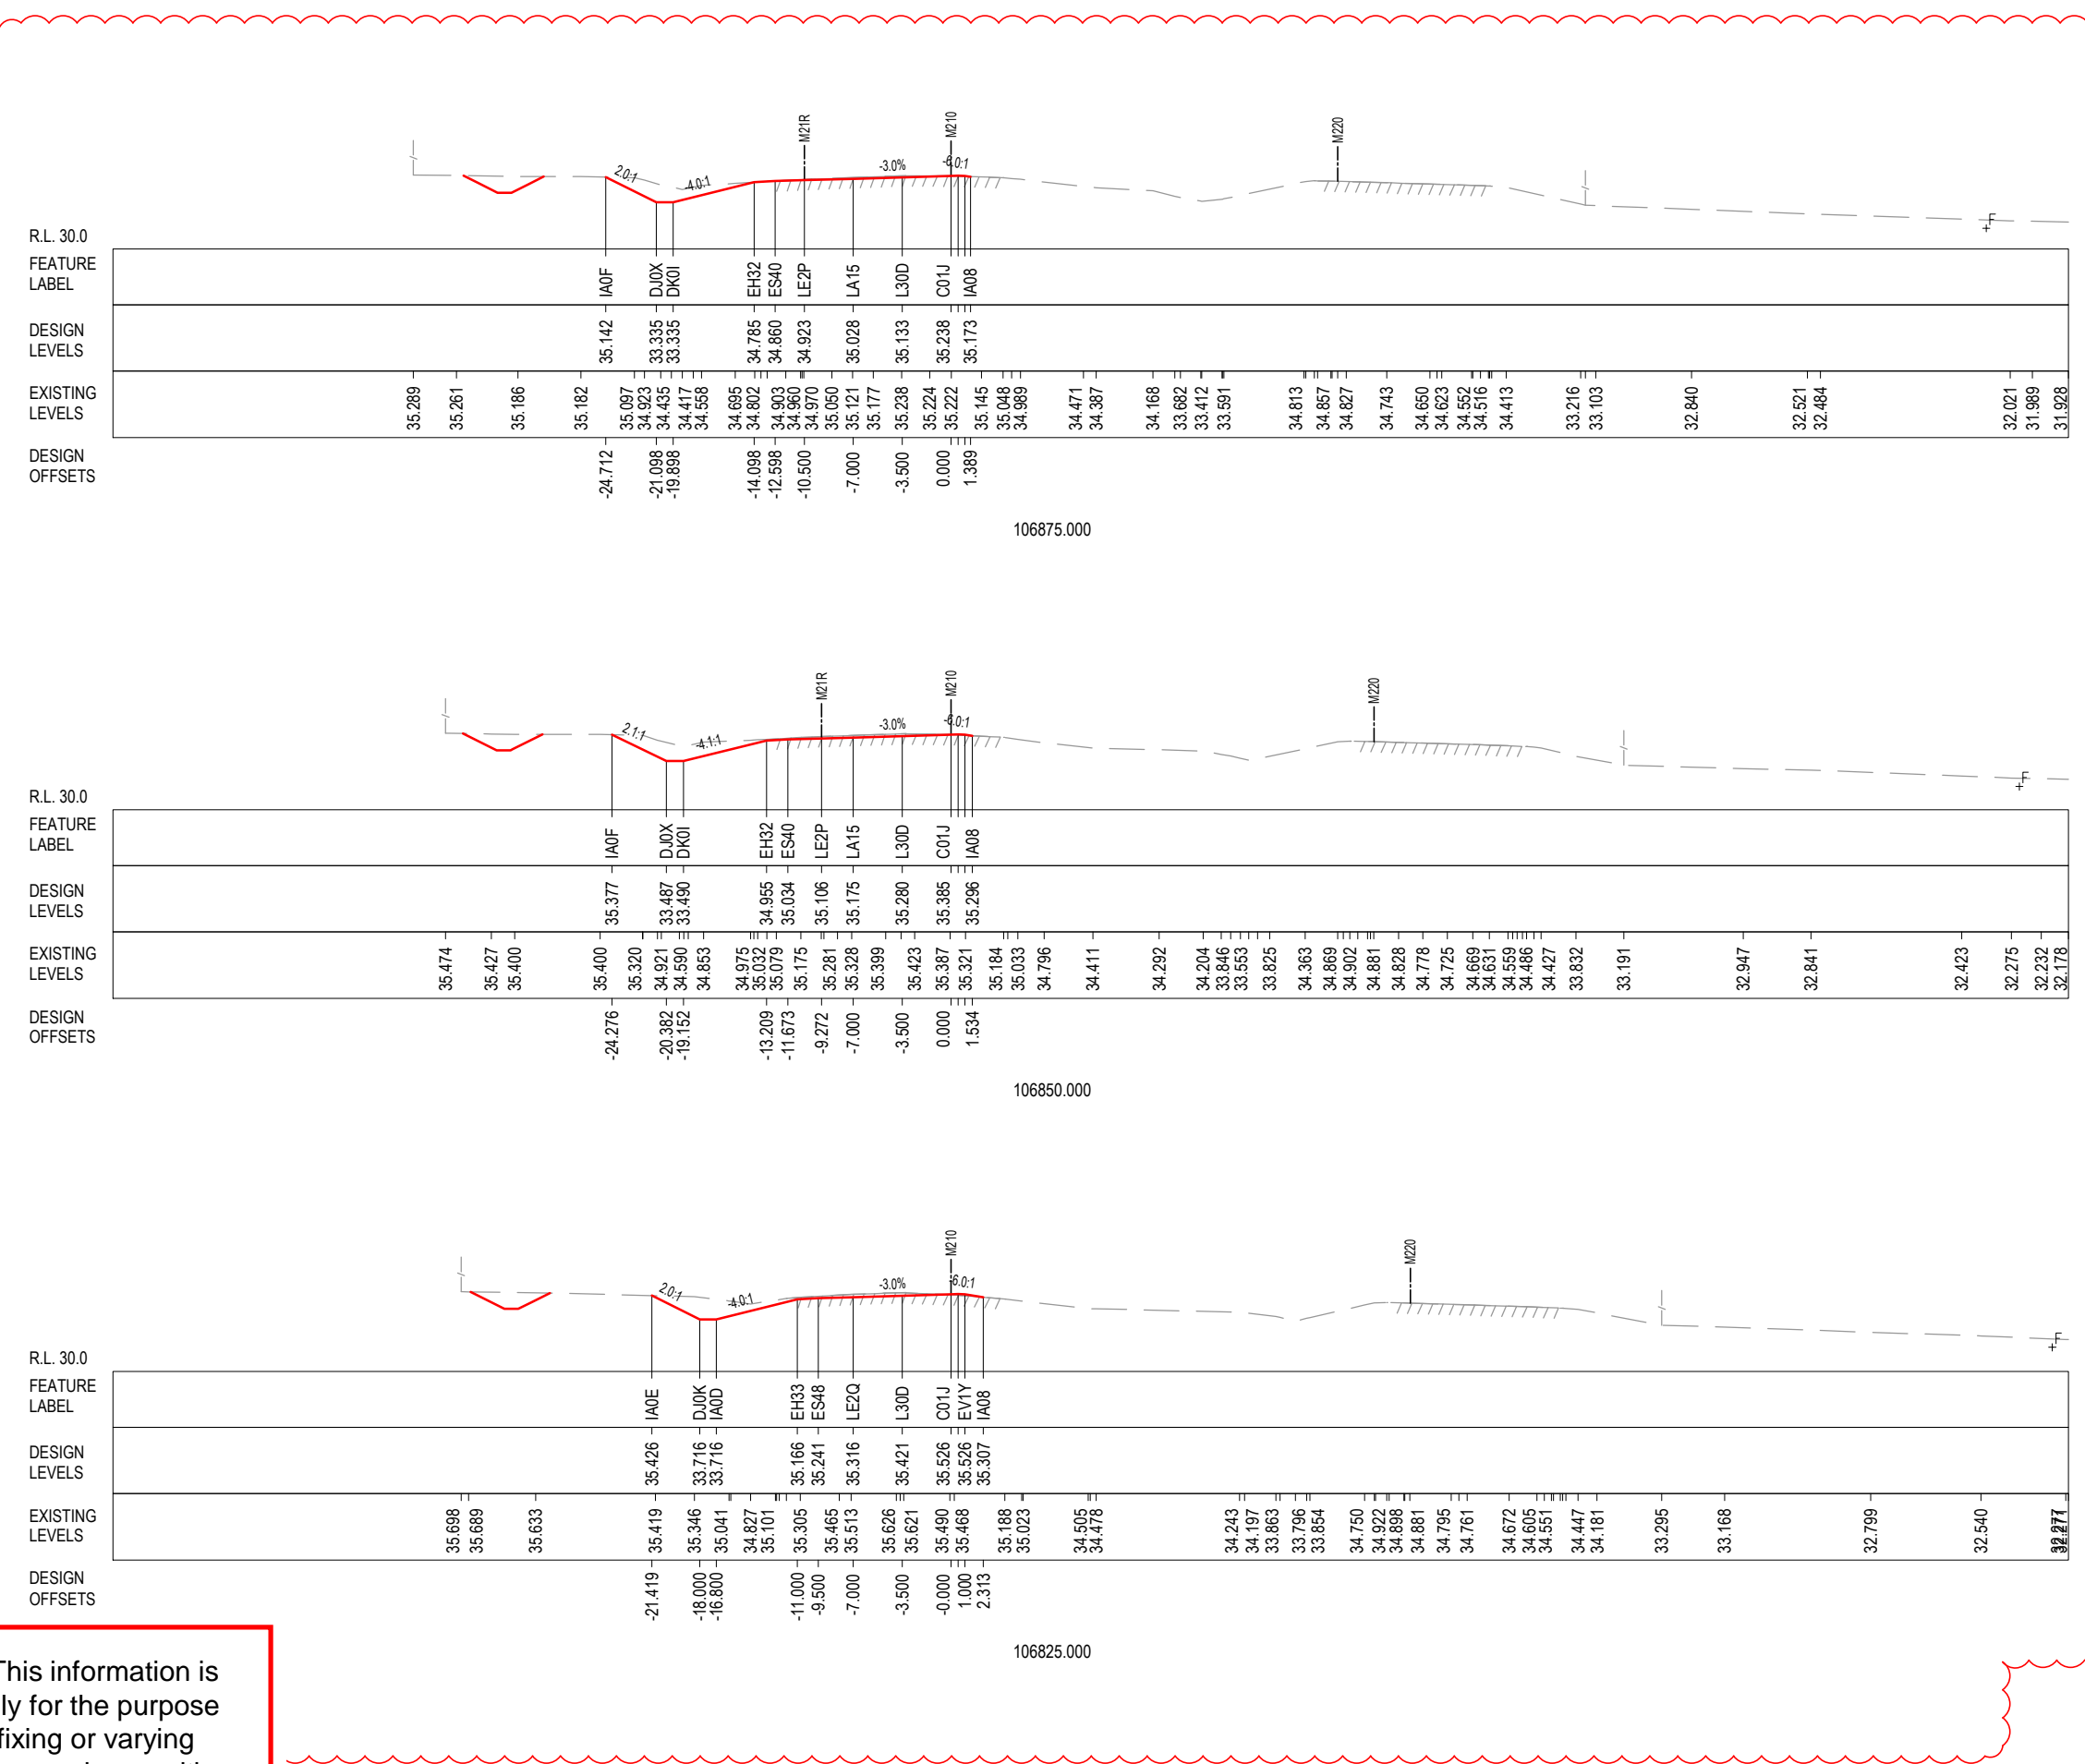 M21R M210 M220
2.0:1 -4.0:1 -3.0% -6.0:1
F
R.L. 30.0
FEATURE LABEL IA0F DJ0X DK0I EH32 ES40 LE2P LA15 L30D C01J IA08
DESIGN LEVELS 35.142 33.335 33.335 34.785 34.860 34.923 35.028 35.133 35.238 35.173
EXISTING LEVELS 35.289 35.261 35.186 35.182 35.097 34.923 34.435 34.417 34.558 34.695 34.802 34.903 34.960 34.970 35.050 35.121 35.177 35.238 35.224 35.222 35.145 35.048 34.989 34.471 34.387 34.168 33.682 33.412 33.591 34.813 34.857 34.827 34.743 34.650 34.623 34.552 34.516 34.413 33.216 33.103 32.840 32.521 32.484 32.021 31.989 31.928
DESIGN OFFSETS -24.712 -21.098 -19.898 -14.098 -12.598 -10.500 -7.000 -3.500 0.000 1.389
106875.000
M21R M210 M220
2.1:1 -4.1:1 -3.0% -6.0:1
F
R.L. 30.0
FEATURE LABEL IA0F DJ0X DK0I EH32 ES40 LE2P LA15 L30D C01J IA08
DESIGN LEVELS 35.377 33.487 33.490 34.955 35.034 35.106 35.175 35.280 35.385 35.296
EXISTING LEVELS 35.474 35.427 35.400 35.400 35.320 34.921 34.590 34.853 34.975 35.032 35.079 35.175 35.281 35.328 35.399 35.423 35.387 35.321 35.184 35.033 34.796 34.411 34.292 34.204 33.846 33.553 33.825 34.363 34.869 34.902 34.881 34.828 34.778 34.725 34.669 34.631 34.559 34.486 34.427 33.832 33.191 32.947 32.841 32.423 32.275 32.232 32.178
DESIGN OFFSETS -24.276 -20.382 -19.152 -13.209 -11.673 -9.272 -7.000 -3.500 0.000 1.534
106850.000
M210 M220
2.0:1 -4.0:1 -3.0% -6.0:1
F
R.L. 30.0
FEATURE LABEL IA0E DJ0K IA0D EH33 ES48 LE2Q L30D C01J EV1Y IA08
DESIGN LEVELS 35.426 33.716 33.716 35.166 35.241 35.316 35.421 35.526 35.526 35.307
EXISTING LEVELS 35.698 35.689 35.633 35.419 35.346 35.041 34.827 35.101 35.305 35.465 35.513 35.626 35.621 35.490 35.468 35.188 35.023 34.505 34.478 34.243 34.197 33.863 33.796 33.854 34.750 34.922 34.898 34.881 34.795 34.761 34.672 34.605 34.551 34.447 34.181 33.295 33.168 32.799 32.540
DESIGN OFFSETS -21.419 -18.000 -16.800 -11.000 -9.500 -7.000 -3.500 -0.000 1.000 2.313
106825.000
This information is
ly for the purpose
fixing or varying